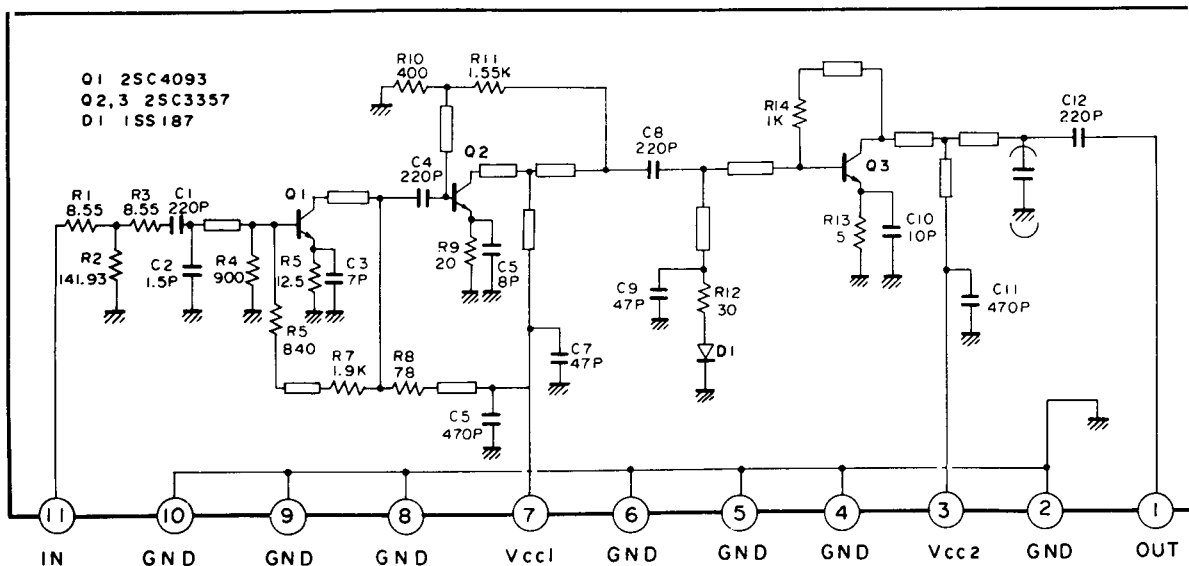 Q1 2SC4093
Q2,3 2SC3357
D1 1SS187
R1
8.55
R3
8.55
C1
220P
R2
141.93
C2
1.5P
R4
900
Q1
R5
12.5
C3
7P
R5
840
R7
1.9K
R8
78
C5
470P
R10
400
R11
1.55K
C4
220P
Q2
R9
20
C5
8P
C7
47P
C8
220P
C9
47P
R12
30
D1
R14
1K
Q3
R13
5
C10
10P
C11
470P
C12
220P
11
10
9
8
7
6
5
4
3
2
1
IN
GND
GND
GND
Vcc1
GND
GND
GND
Vcc2
GND
OUT